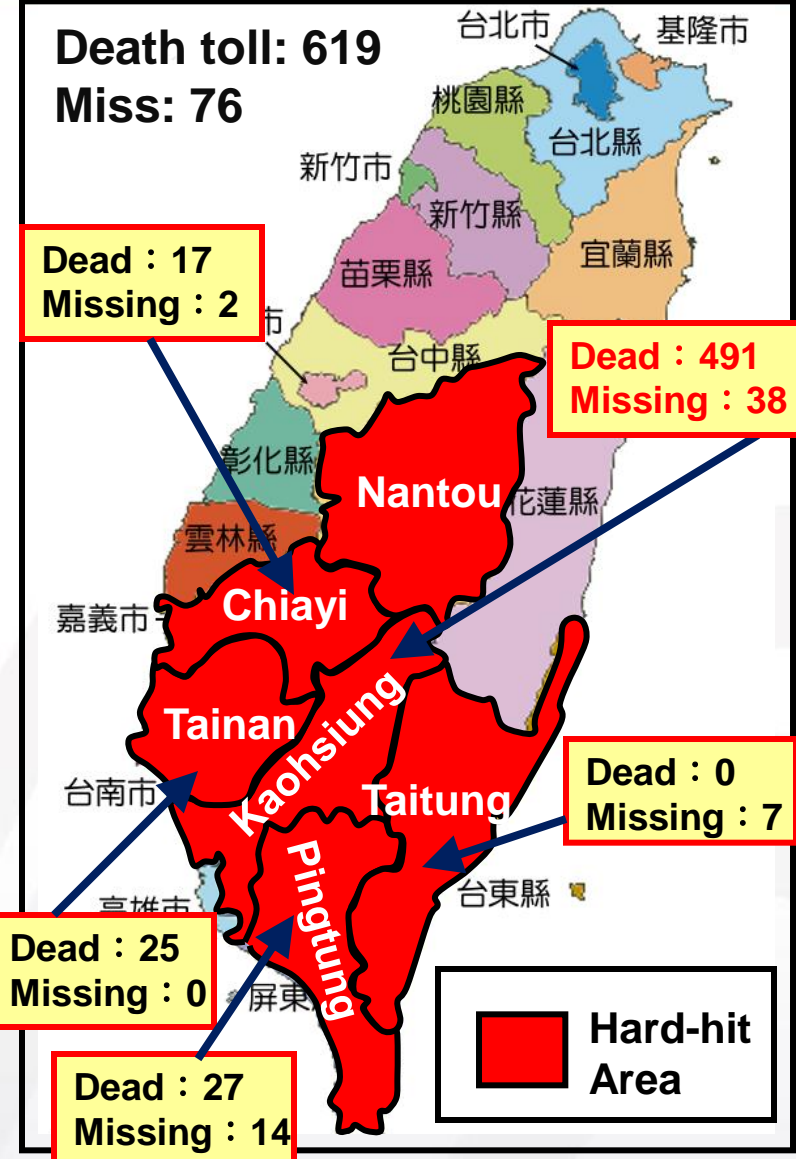 Death toll: 619
Miss: 76
台北市
基隆市
桃園縣
台北縣
新竹市
新竹縣
宜蘭縣
苗栗縣
Dead：17
Missing：2
市
台中縣
Dead：491
Missing：38
彰化縣
Nantou
花蓮縣
雲林縣
Chiayi
嘉義市
Tainan
Kaohsiung
台南市
Taitung
Dead：0
Missing：7
Pingtung
台東縣
高雄市
Dead：25
Missing：0
屏東
Hard-hit
Area
Dead：27
Missing：14